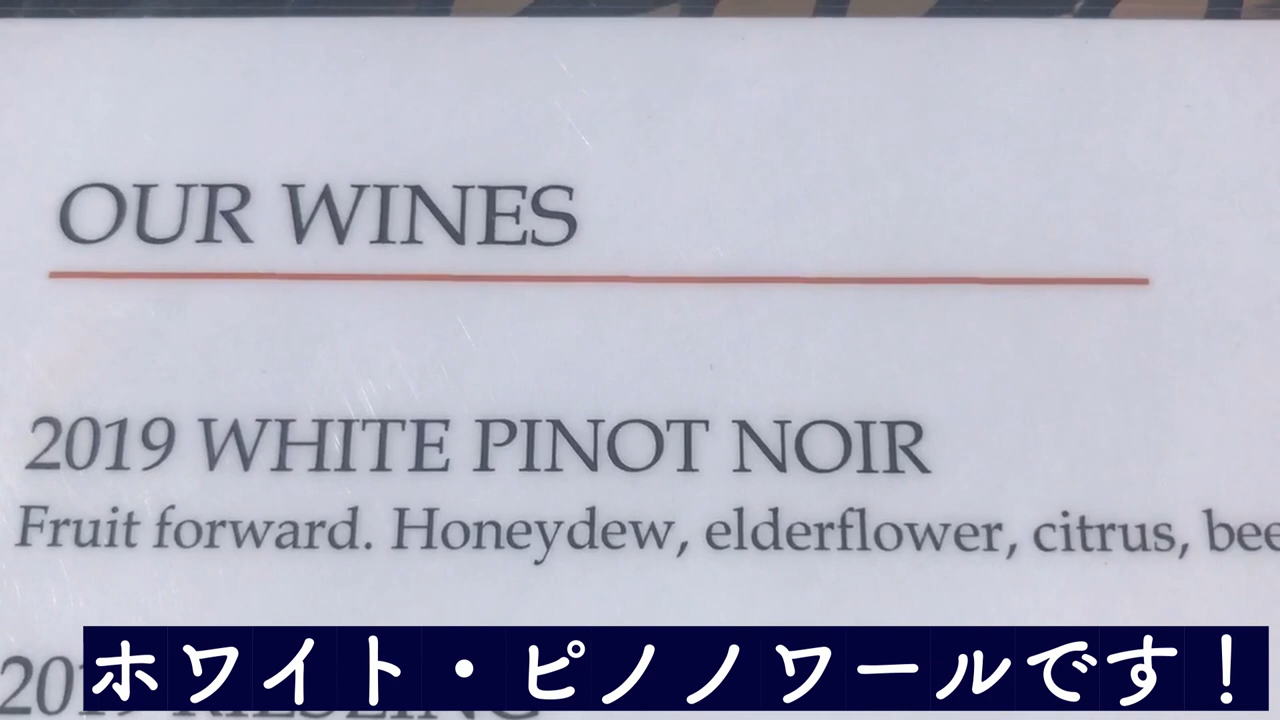 OUR WINES
2019 WHITE PINOT NOIR
Fruit forward. Honeydew, elderflower, citrus,
ホワイト・ピノノワールです!